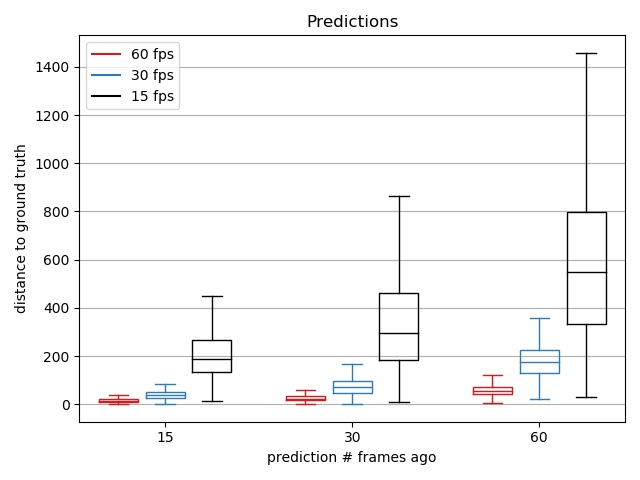 Predictions
60 fps
30 fps
15 fps
distance to ground truth
1400
1200
1000
800
600
400
200
0
15 30 60
prediction # frames ago